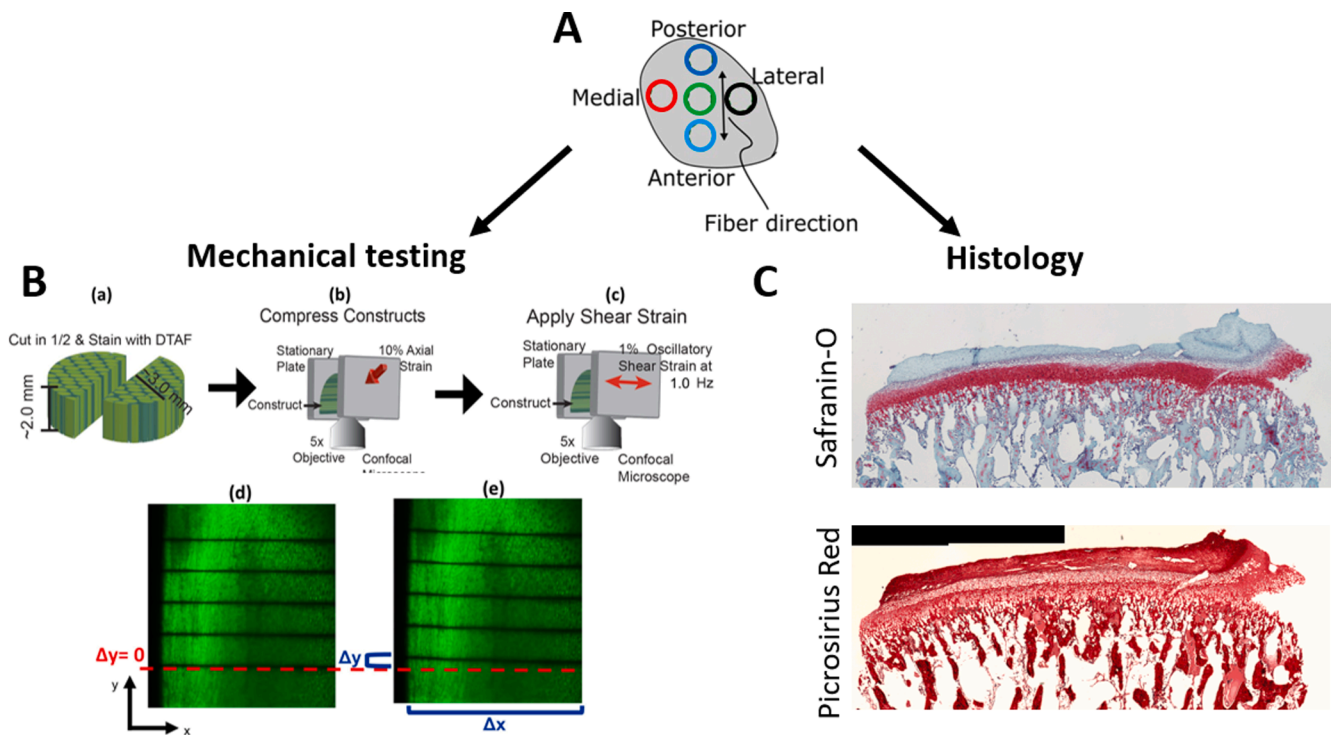 A
Posterior
Lateral
Medial
Anterior
Fiber direction
Mechanical testing
Histology
B
(a)
Cut in 1/2 & Stain with DTAF
~2.0 mm
~3.0 mm
(b)
Compress Constructs
Stationary
Plate
10% Axial
Strain
Construct
5x
Objective
Confocal
(c)
Apply Shear Strain
Stationary
Plate
1% Oscillatory
Shear Strain at
1.0 Hz
Construct
5x
Objective
Confocal
Microscope
(d)
(e)
Δy= 0
Δy
y
x
Δx
C
Safranin-O
Picrosirius Red